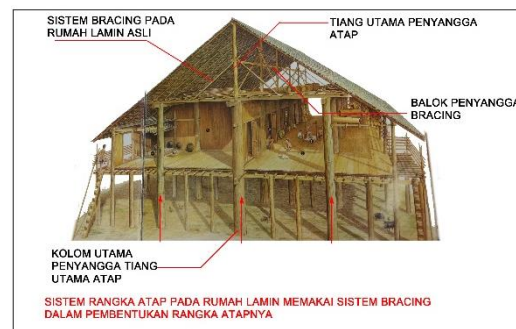 SISTEM BRACING PADA
RUMAH LAMIN ASLI
TIANG UTAMA PENYANGGA
ATAP
BALOK PENYANGGA
BRACING
KOLOM UTAMA
PENYANGGA TIANG
UTAMA ATAP
SISTEM RANGKA ATAP PADA RUMAH LAMIN MEMAKAI SISTEM BRACING
DALAM PEMBENTUKAN RANGKA ATAPNYA